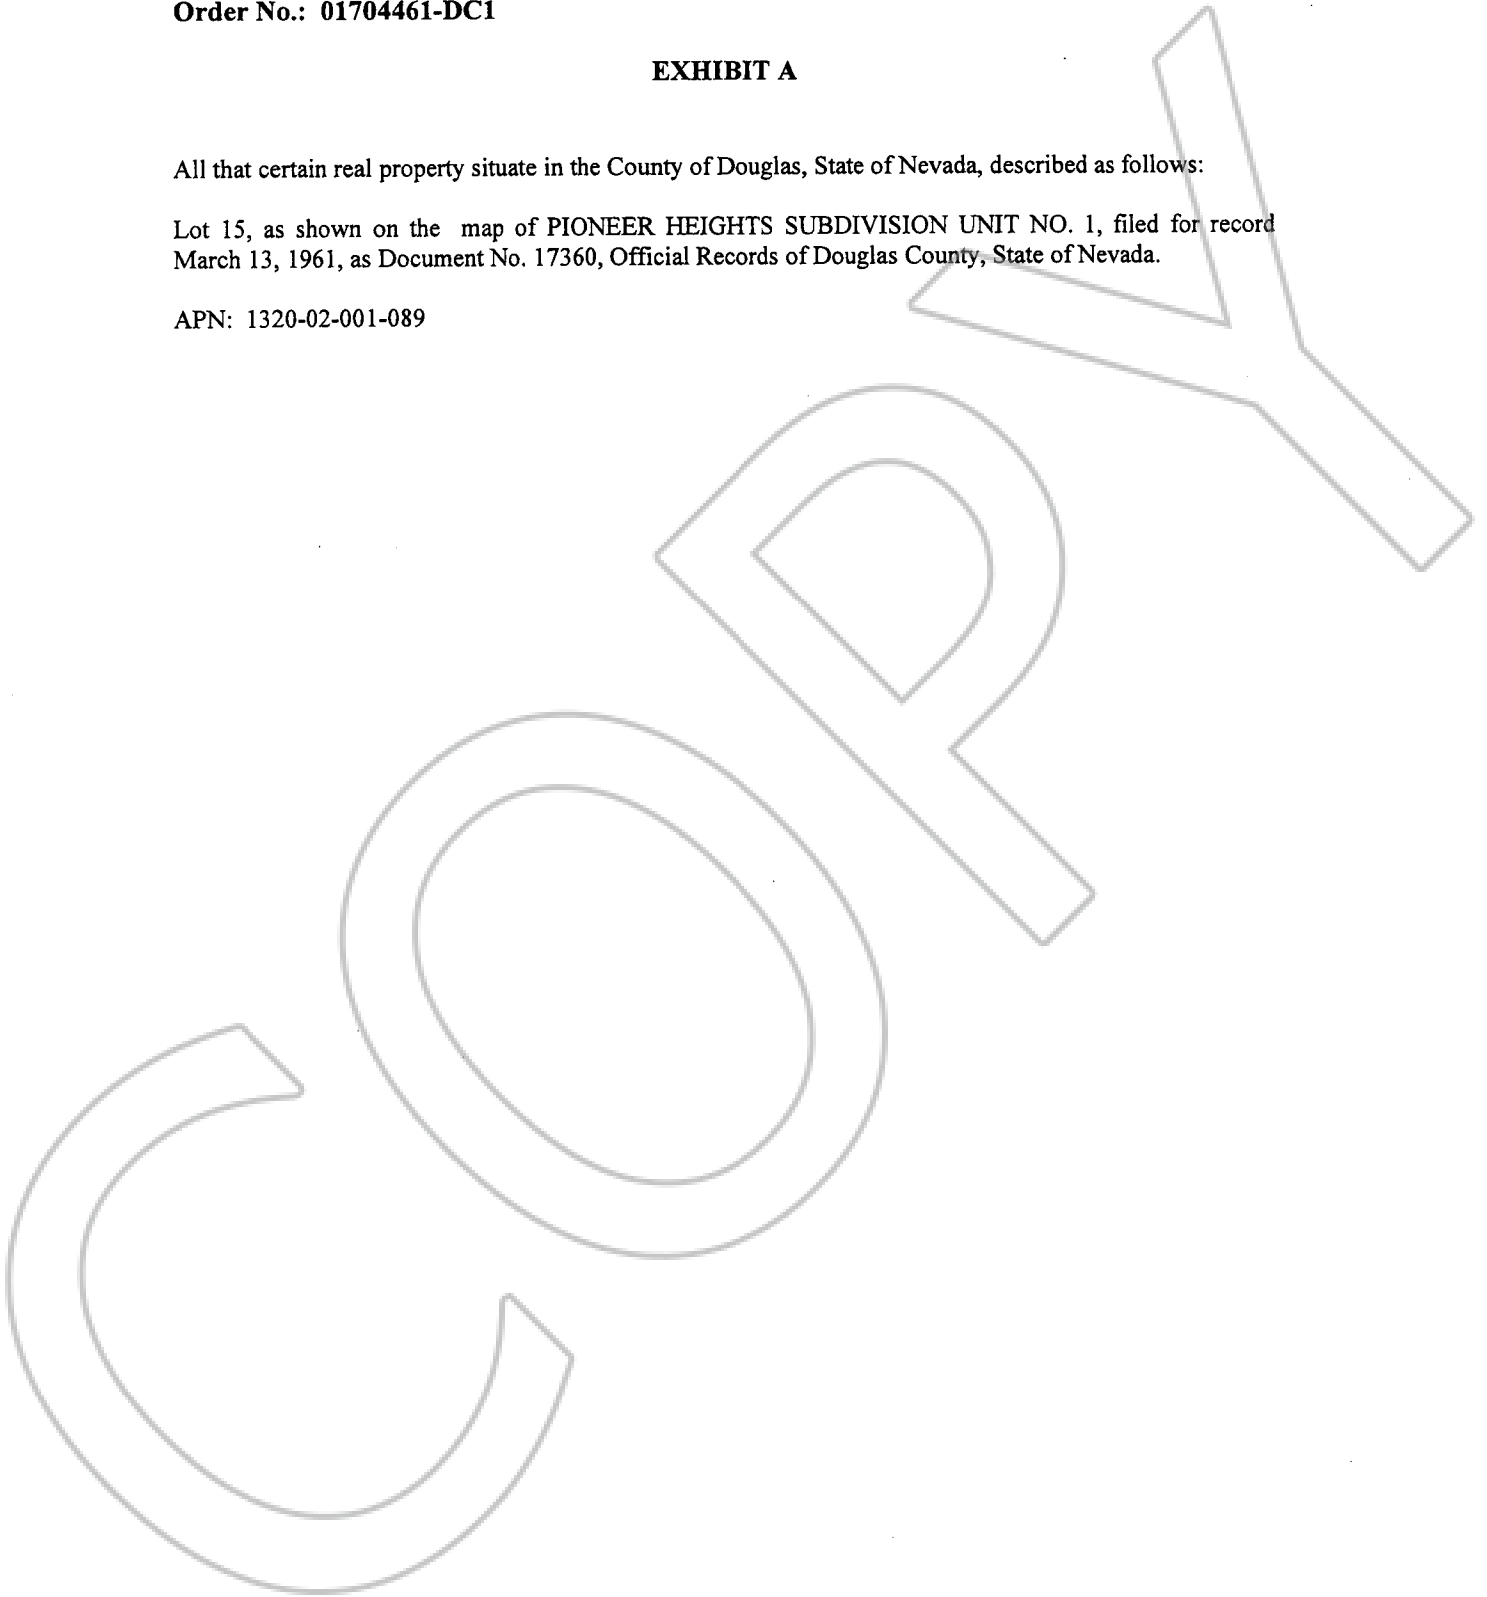 Order No.: 01704461-DC1
EXHIBIT A
All that certain real property situate in the County of Douglas, State of Nevada, described as follows:
Lot 15, as shown on the map of PIONEER HEIGHTS SUBDIVISION UNIT NO. 1, filed for record
March 13, 1961, as Document No. 17360, Official Records of Douglas County, State of Nevada.
APN: 1320-02-001-089
COPY